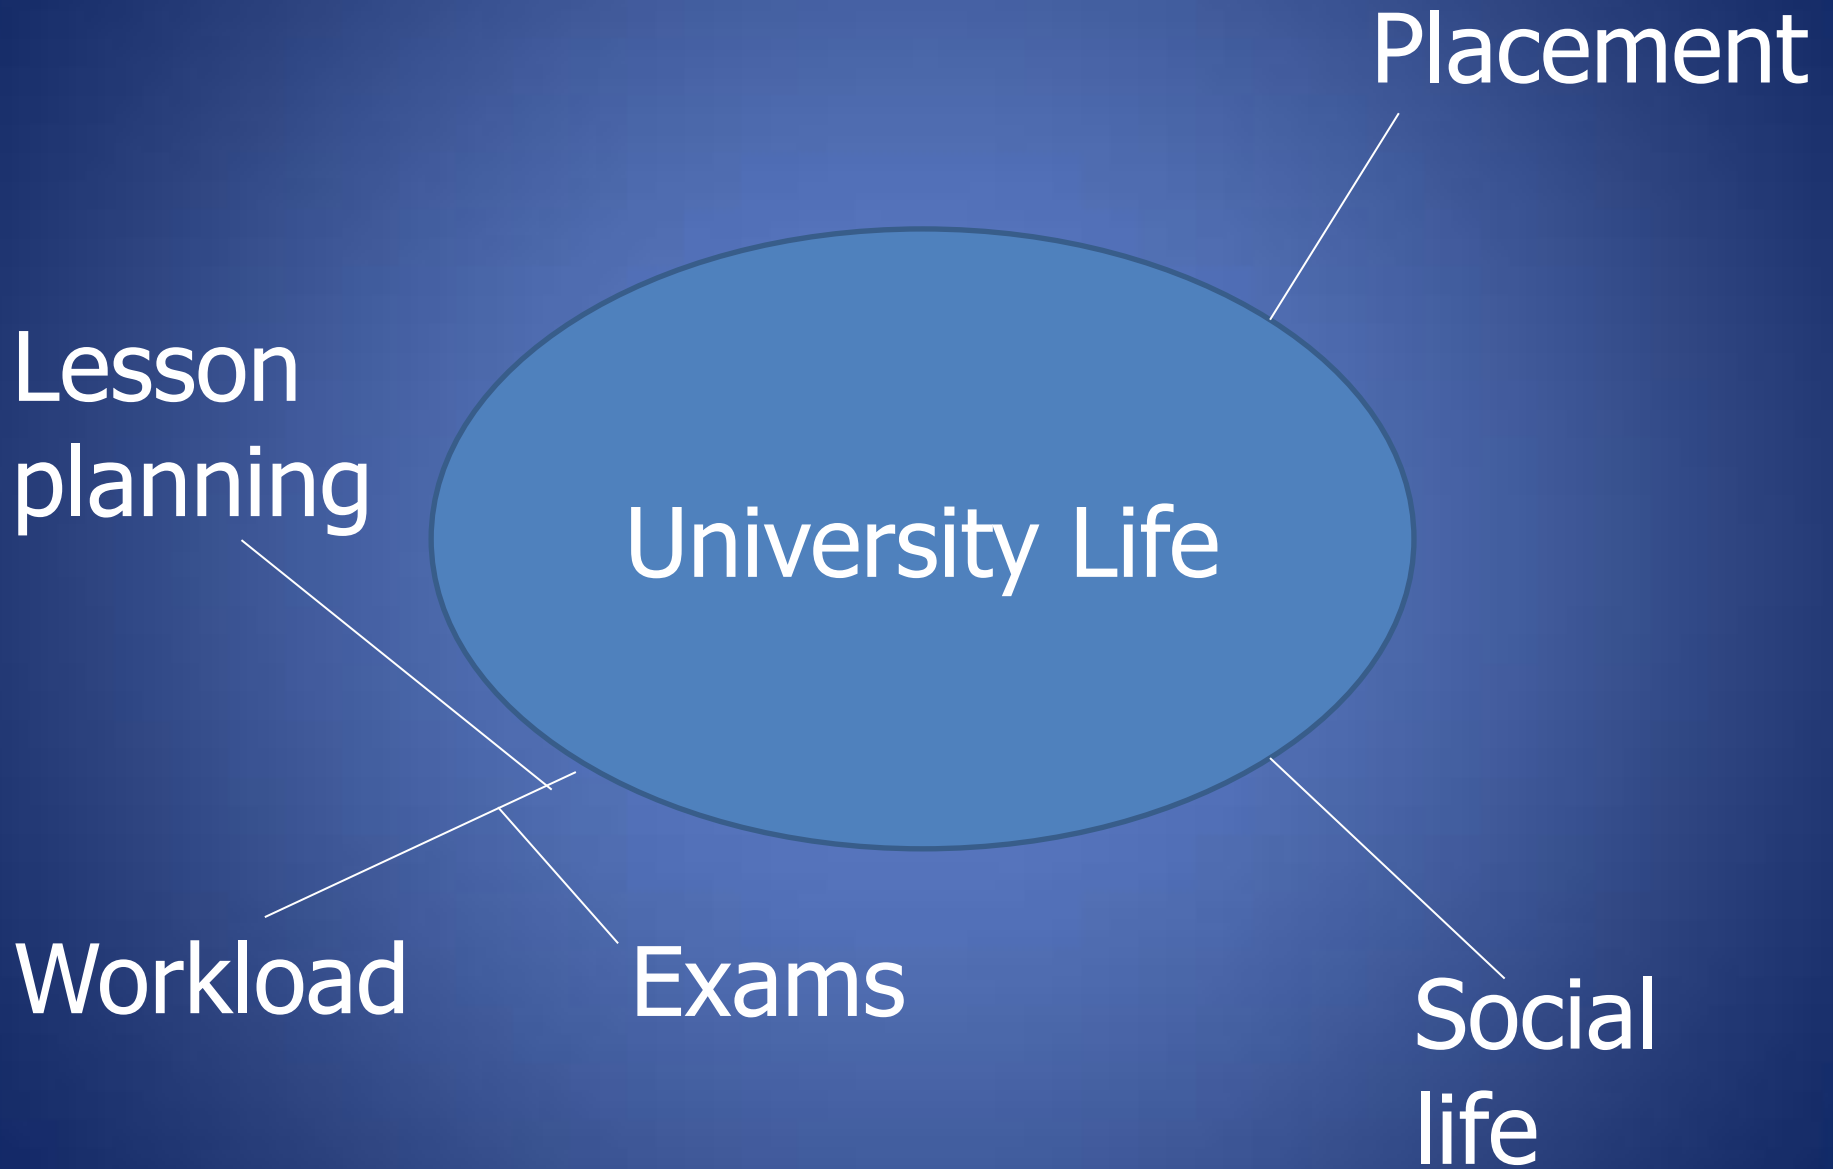 Placement
Lesson
planning
University Life
Workload
Exams
Social
life